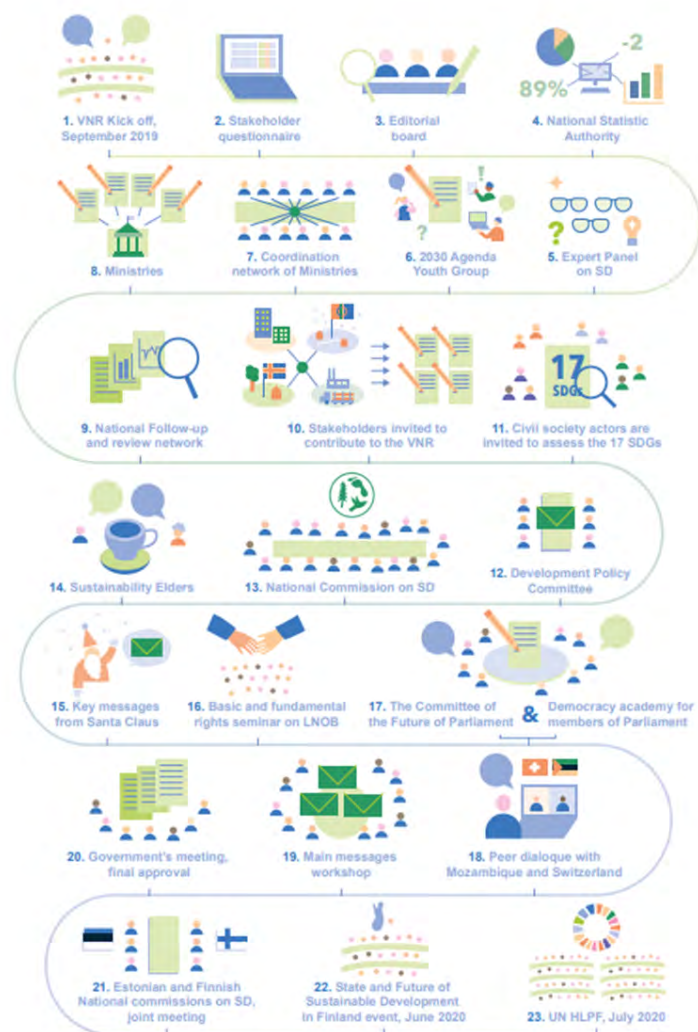 89%
-2
1. VNR Kick off,
September 2019
2. Stakeholder
questionnaire
3. Editorial
board
4. National Statistic
Authority
?
!
?
5. Expert Panel
on SD
6. 2030 Agenda
Youth Group
7. Coordination
network of Ministries
8. Ministries
17
SDGs
9. National Follow-up
and review network
10. Stakeholders invited to
contribute to the VNR
11. Civil society actors are
invited to assess the 17 SDGs
12. Development Policy
Committee
13. National Commission on SD
14. Sustainability Elders
15. Key messages
from Santa Claus
16. Basic and fundamental
rights seminar on LNOB
17. The Committee of
the Future of Parliament
&
Democracy academy for
members of Parliament
18. Peer dialogue with
Mozambique and Switzerland
19. Main messages
workshop
20. Government's meeting,
final approval
21. Estonian and Finnish
National commissions on SD,
joint meeting
22. State and Future of
Sustainable Development
in Finland event, June 2020
23. UN HLPF, July 2020